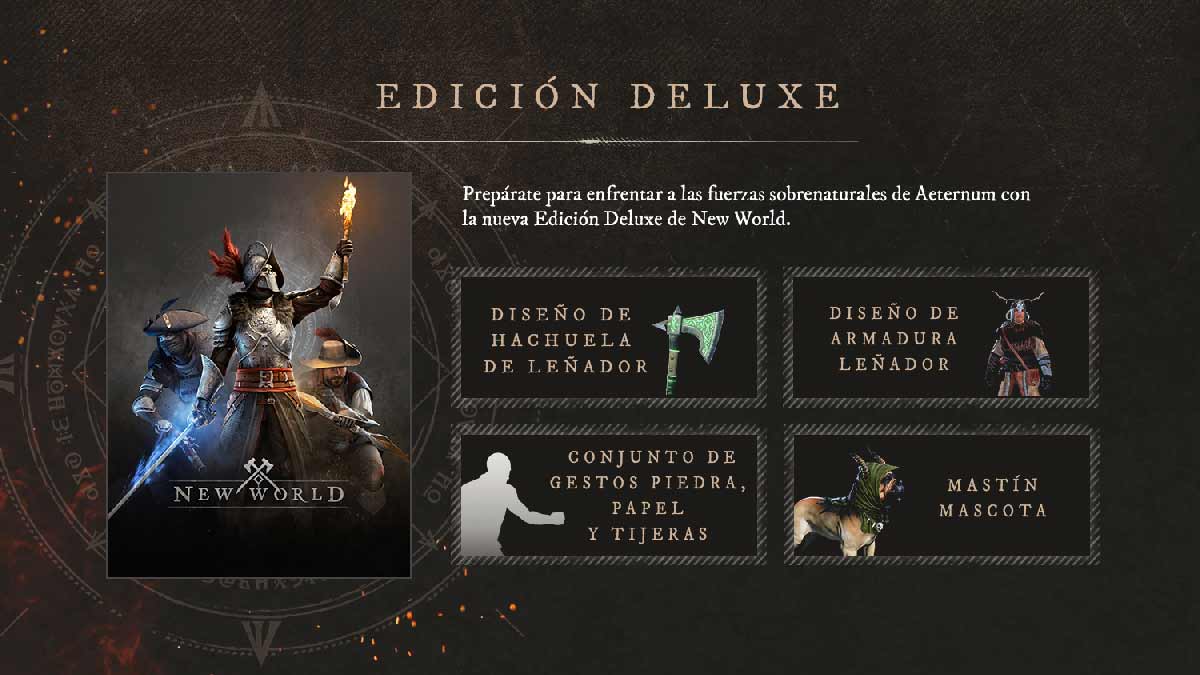 EDICIÓN DELUXE
Prepárate para enfrentar a las fuerzas sobrenaturales de Aeternum con
la nueva Edición Deluxe de New World.
DISEÑO DE
HACHUELA
DE LEÑADOR
DISEÑO DE
ARMADURA
LEÑADOR
NEW WORLD
CONJUNTO DE
GESTOS PIEDRA,
PAPEL
Y TIJERAS
MASTÍN
MASCOTA